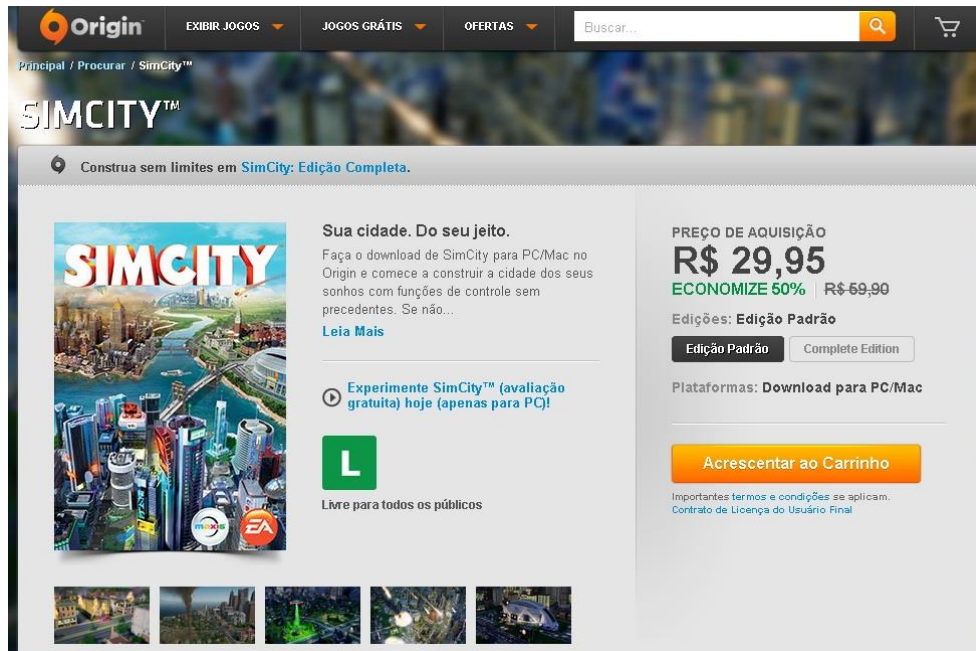 Origin
EXIBIR JOGOS
JOGOS GRÁTIS
OFERTAS
Buscar...
Principal / Procurar / SimCity™
SIMCITY™
Construa sem limites em SimCity: Edição Completa.
SIMCITY
maxis
EA
Sua cidade. Do seu jeito.
Faça o download de SimCity para PC/Mac no
Origin e comece a construir a cidade dos seus
sonhos com funções de controle sem
precedentes. Se não...
Leia Mais
Experimente SimCity™ (avaliação
gratuita) hoje (apenas para PC)!
L
Livre para todos os públicos
PREÇO DE AQUISIÇÃO
R$ 29,95
ECONOMIZE 50% R$ 59,90
Edições: Edição Padrão
Edição Padrão
Complete Edition
Plataformas: Download para PC/Mac
Acrescentar ao Carrinho
Importantes termos e condições se aplicam.
Contrato de Licença do Usuário Final